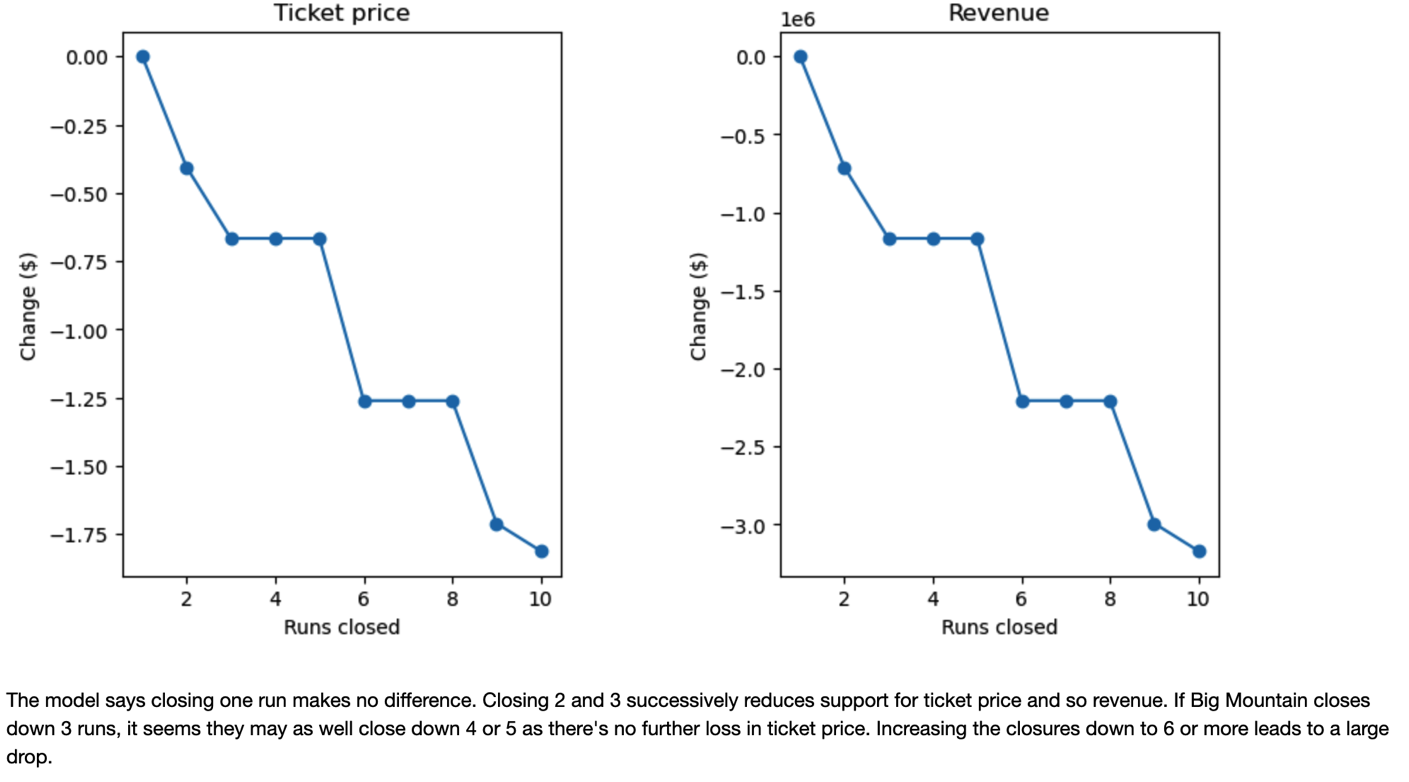 Ticket price
Revenue
1e6
0.00
−0.25
−0.50
−0.75
−1.00
−1.25
−1.50
−1.75
Change ($)
2 4 6 8 10
Runs closed
0.0
−0.5
−1.0
−1.5
−2.0
−2.5
−3.0
Change ($)
2 4 6 8 10
Runs closed
The model says closing one run makes no difference. Closing 2 and 3 successively reduces support for ticket price and so revenue. If Big Mountain closes
down 3 runs, it seems they may as well close down 4 or 5 as there's no further loss in ticket price. Increasing the closures down to 6 or more leads to a large
drop.